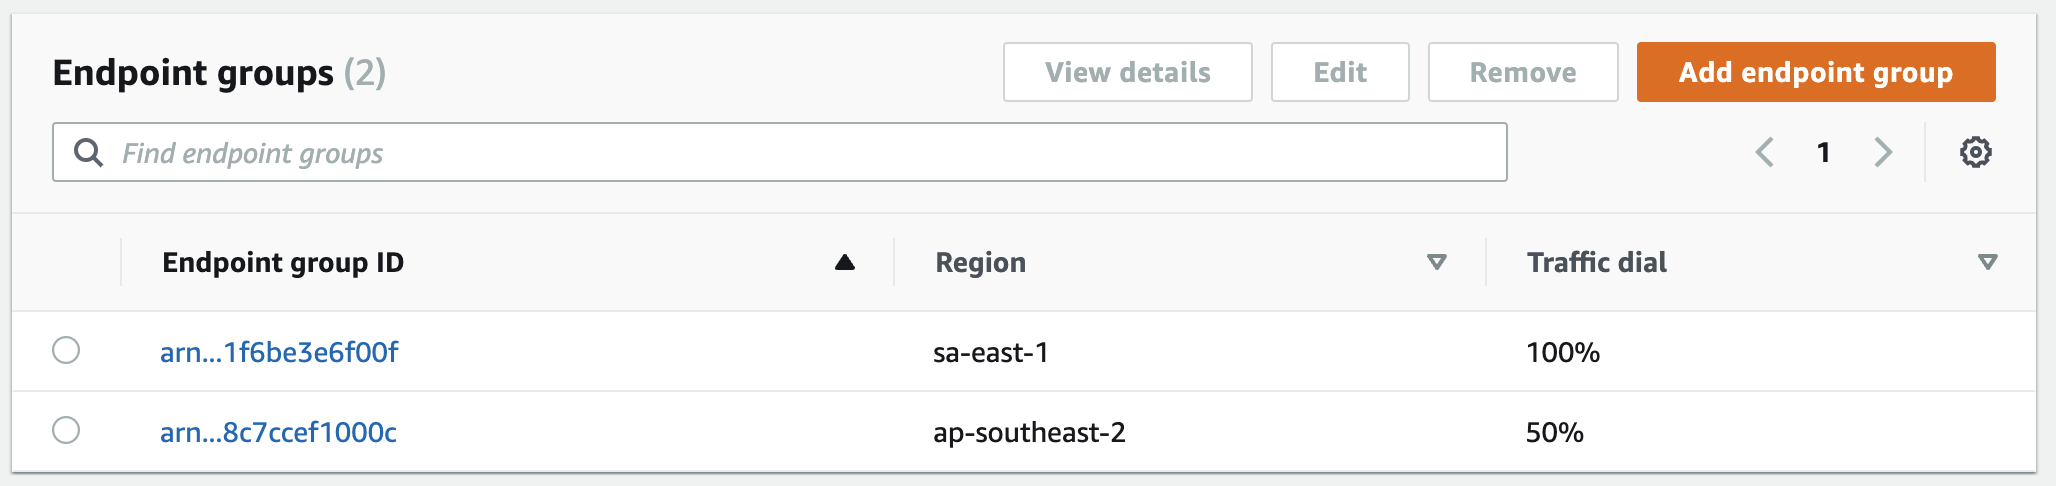 Endpoint groups (2)
View details
Edit
Remove
Add endpoint group
Find endpoint groups
1
Endpoint group ID
Region
Traffic dial
arn...1f6be3e6f00f
sa-east-1
100%
arn...8c7ccef1000c
ap-southeast-2
50%